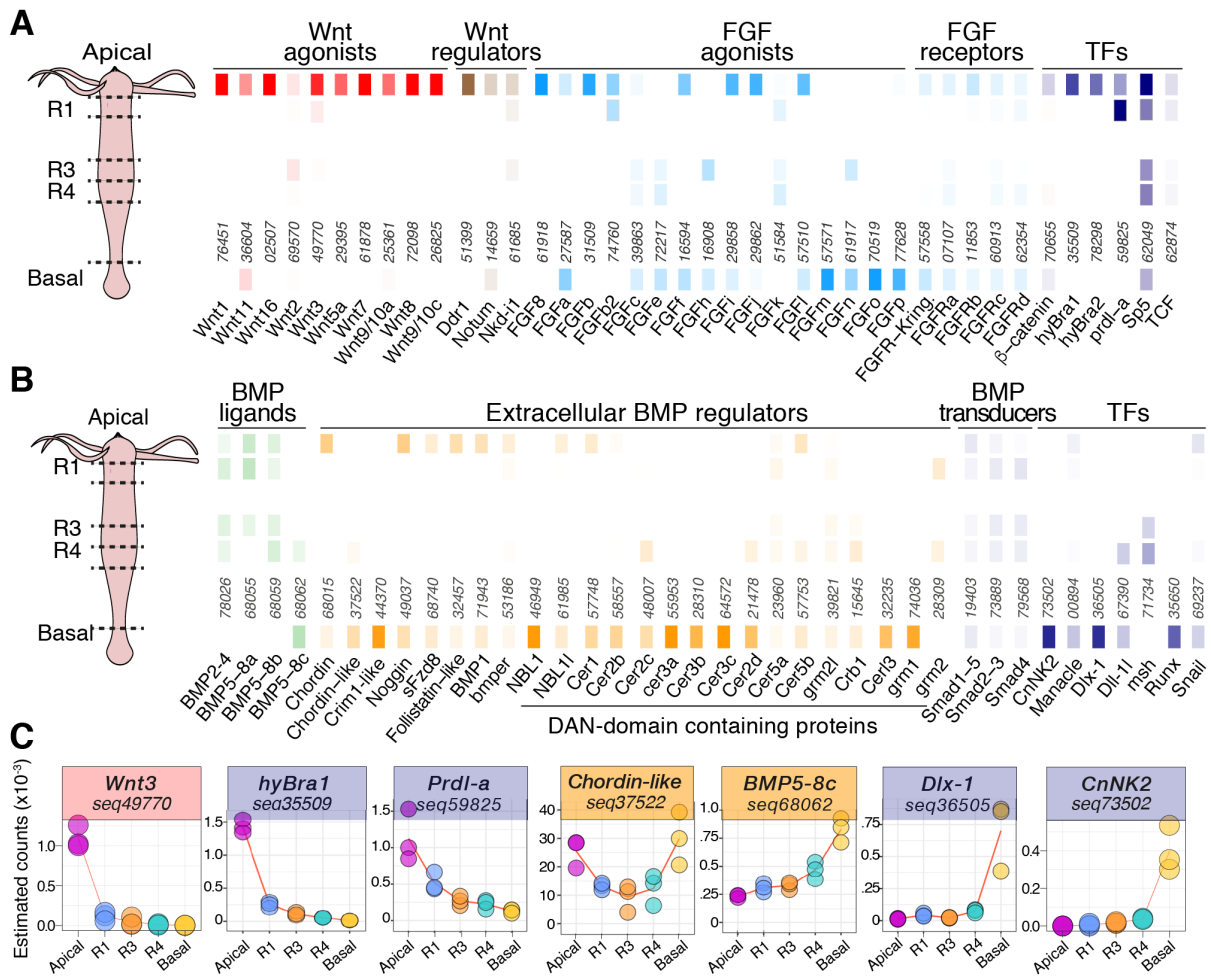 A
Apical
R1
R3
R4
Basal
Wnt agonists
Wnt regulators
FGF agonists
FGF receptors
TFs
76451 36604 02507 69570 49770 29395 61878 25361 72098 26825 51399 14659 61685 61918 27587 31509 74760 39863 72217 16594 16908 29858 29862 51584 57510 57571 61917 70519 77628 57558 07107 11853 60913 62354 70655 35509 78298 59825 62049 62874
Wnt1 Wnt11 Wnt16 Wnt2 Wnt3 Wnt5a Wnt7 Wnt9/10a Wnt8 Wnt9/10c Ddr1 Notum Nkd-i1 FGF8 FGFa FGFb FGFb2 FGFc FGFe FGFf FGFh FGFi FGFj FGFk FGFl FGFm FGFn FGFo FGFp FGFR-Kring FGFRa FGFRb FGFRc FGFRd β-catenin hyBra1 hyBra2 prdl-a Sp5 TCF
B
Apical
R1
R3
R4
Basal
BMP ligands
Extracellular BMP regulators
BMP transducers
TFs
78026 68055 68059 68062 68015 37522 44370 49037 68740 32457 71943 53186 46949 61985 57748 58557 48007 55953 28310 64572 21478 23960 57753 39821 15645 32235 74036 28309 19403 73889 79568 73502 00894 36505 67390 71734 35650 69237
BMP2-4 BMP5-8a BMP5-8b BMP5-8c Chordin Chordin-like Crim1-like Noggin sFzd8 Follistatin-like BMP1 bmper NBL1 NBL1l Cer1 Cer2b Cer2c cer3a Cer3b Cer3c Cer2d Cer5a Cer5b grm2l Crb1 Cerl3 grm1 grm2 Smad1-5 Smad2-3 Smad4 CnNK2 Manacle Dlx-1 Dll-1l msh Runx Snail
DAN-domain containing proteins
C
Estimated counts (x10⁻³)
Wnt3
seq49770
1.0
0.5
0.0
Apical R1 R3 R4 Basal
hyBra1
seq35509
1.5
1.0
0.5
0
Apical R1 R3 R4 Basal
Prdl-a
seq59825
1.5
1.0
0.5
0
Apical R1 R3 R4 Basal
Chordin-like
seq37522
40
30
20
10
0.0
Apical R1 R3 R4 Basal
BMP5-8c
seq68062
1.0
.75
0.5
.25
0
Apical R1 R3 R4 Basal
Dlx-1
seq36505
.75
0.5
.25
0
Apical R1 R3 R4 Basal
CnNK2
seq73502
0.4
0.2
0.0
Apical R1 R3 R4 Basal